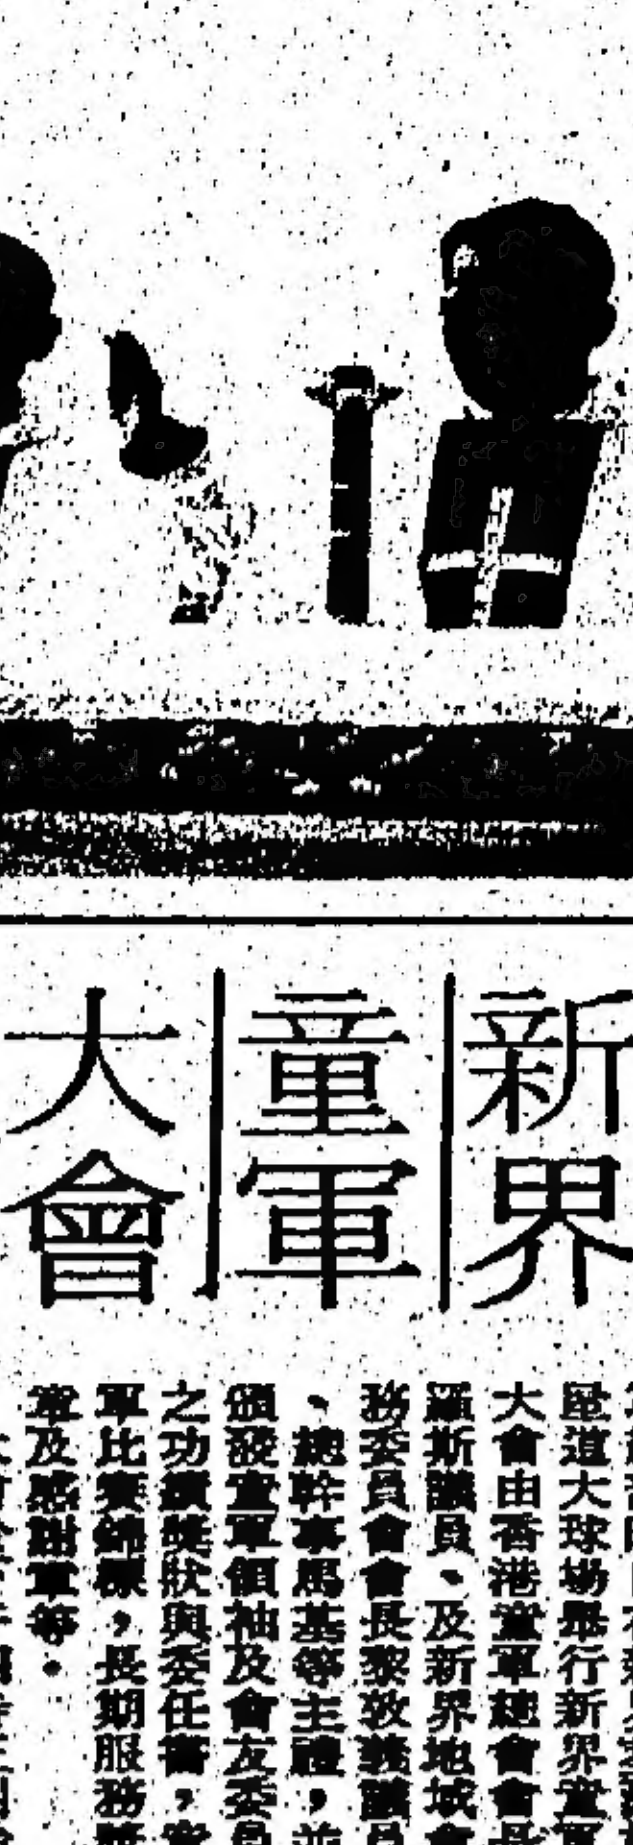 新界
童軍
大會
道大球場舉行新界童軍
大會由香港童軍總會會長
羅斯議員、及新界地域會
務委員會會長黎敦義議員
、總幹事馬基等主禮，並
頒發童軍領袖及會友委員
之功績獎狀與委任書，童
軍比賽錦標，長期服務獎
章及感謝章等。